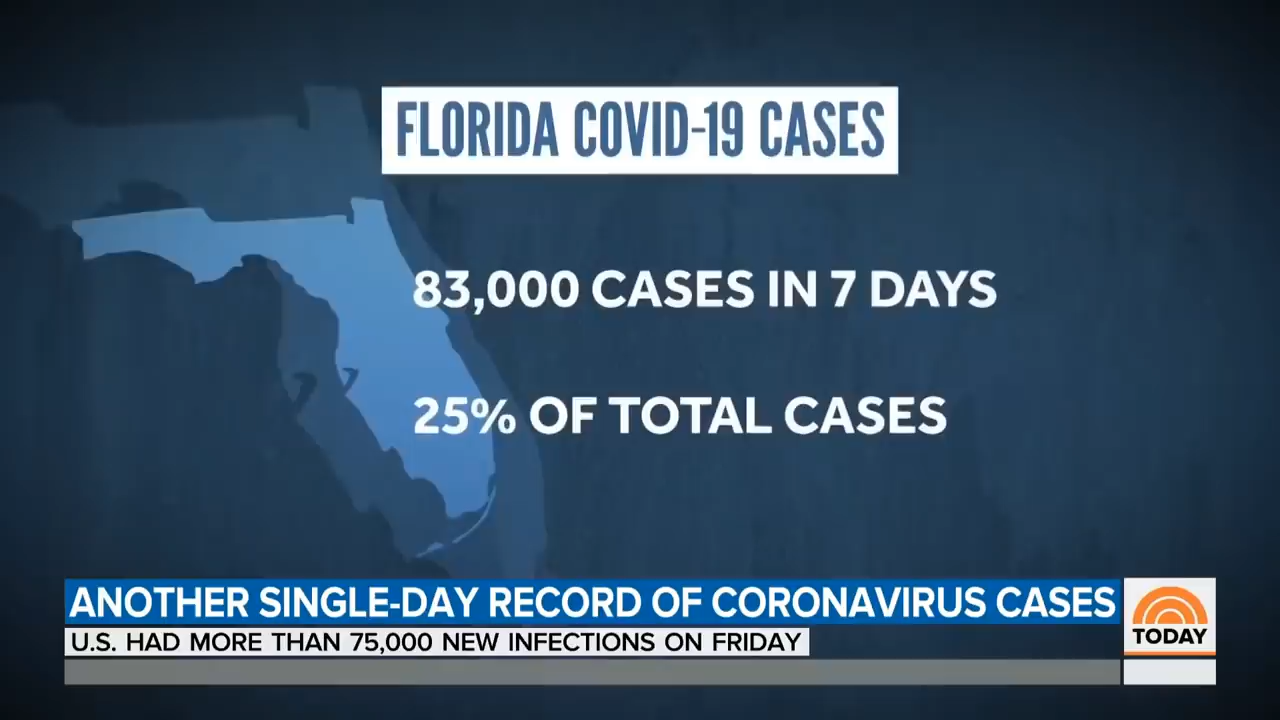 FLORIDA COVID-19 CASES
83,000 CASES IN 7 DAYS
25% OF TOTAL CASES
ANOTHER SINGLE-DAY RECORD OF CORONAVIRUS CASES
U.S. HAD MORE THAN 75,000 NEW INFECTIONS ON FRIDAY
TODAY